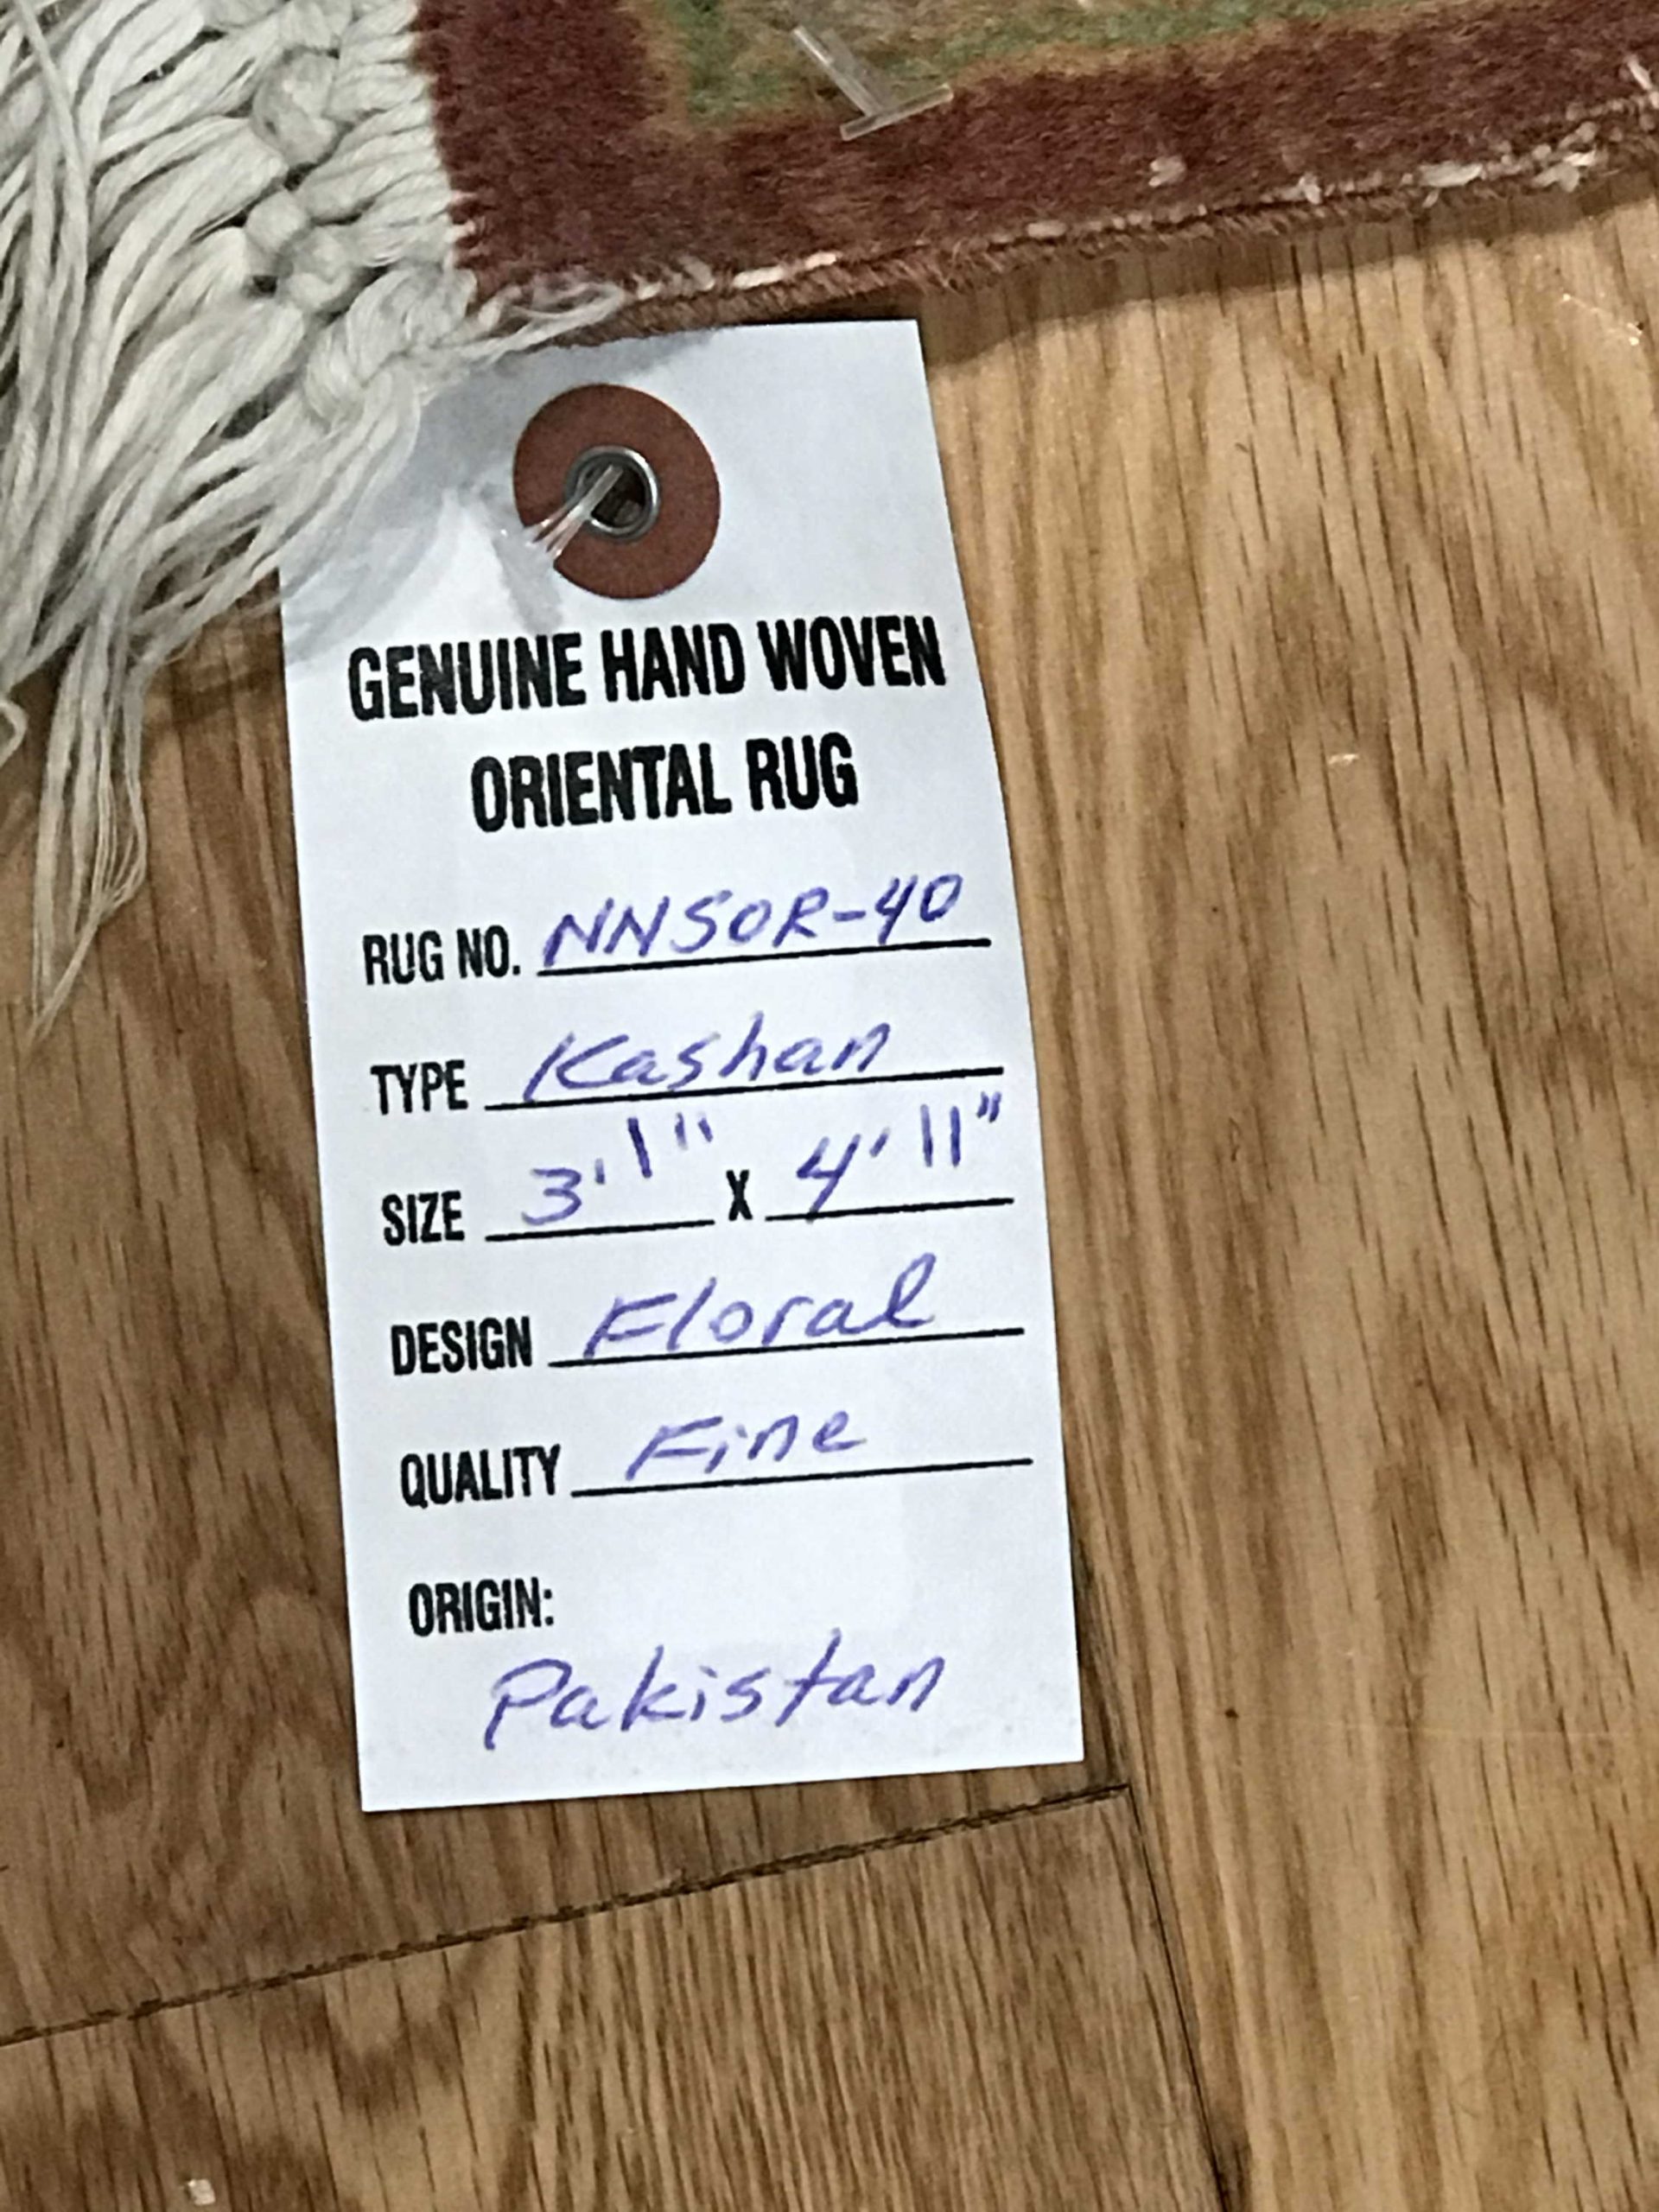 GENUINE HAND WOVEN
ORIENTAL RUG
RUG NO. NNSOR-40
TYPE Kashan
SIZE 3' 1" X 4' 11"
DESIGN Floral
QUALITY Fine
ORIGIN:
Pakistan